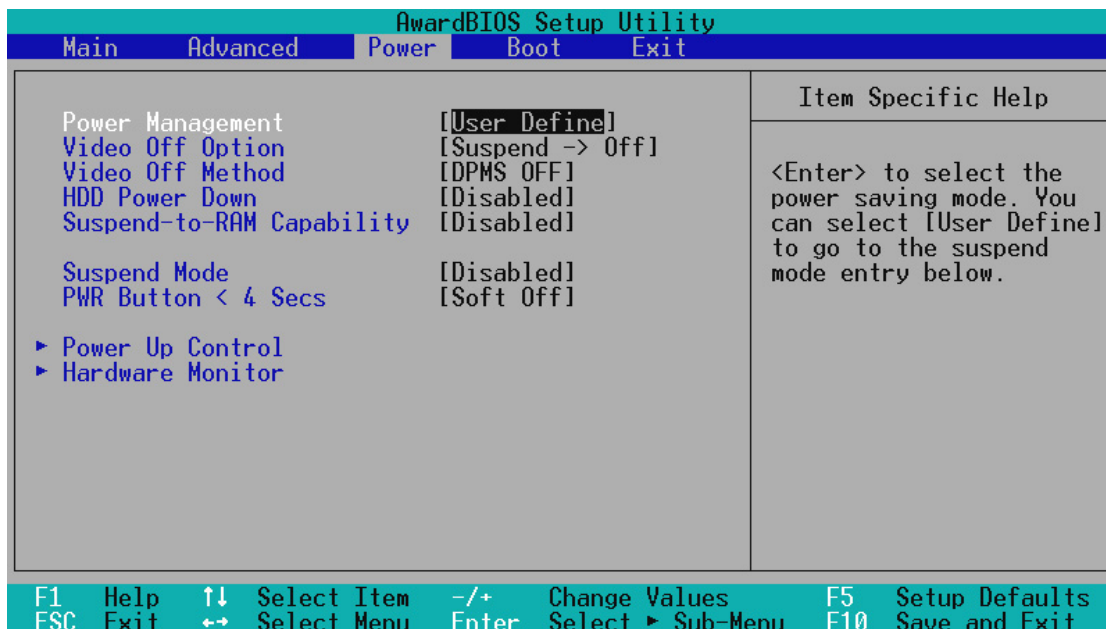 AwardBIOS Setup Utility
Main Advanced Power Boot Exit
Item Specific Help
Power Management [User Define]
Video Off Option [Suspend -> Off]
Video Off Method [DPMS OFF]
HDD Power Down [Disabled]
Suspend-to-RAM Capability [Disabled]
Suspend Mode [Disabled]
PWR Button < 4 Secs [Soft Off]
► Power Up Control
► Hardware Monitor
<Enter> to select the
power saving mode. You
can select [User Define]
to go to the suspend
mode entry below.
F1 Help ↑↓ Select Item -/+ Change Values F5 Setup Defaults
ESC Exit ←→ Select Menu Enter Select ► Sub-Menu F10 Save and Exit